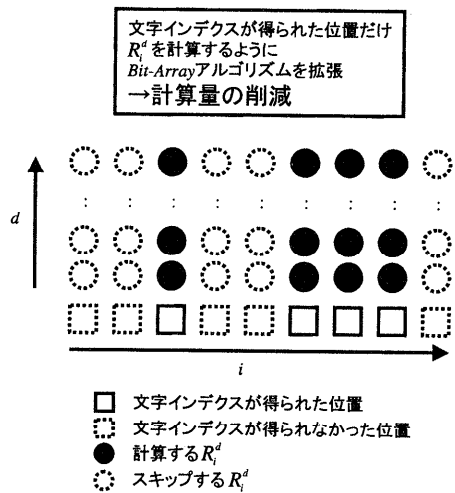 文字インデクスが得られた位置だけ
R_i^d を計算するように
Bit-Arrayアルゴリズムを拡張
→計算量の削減
d
: : : : : : : : :
i
文字インデクスが得られた位置
文字インデクスが得られなかった位置
計算するR_i^d
スキップするR_i^d